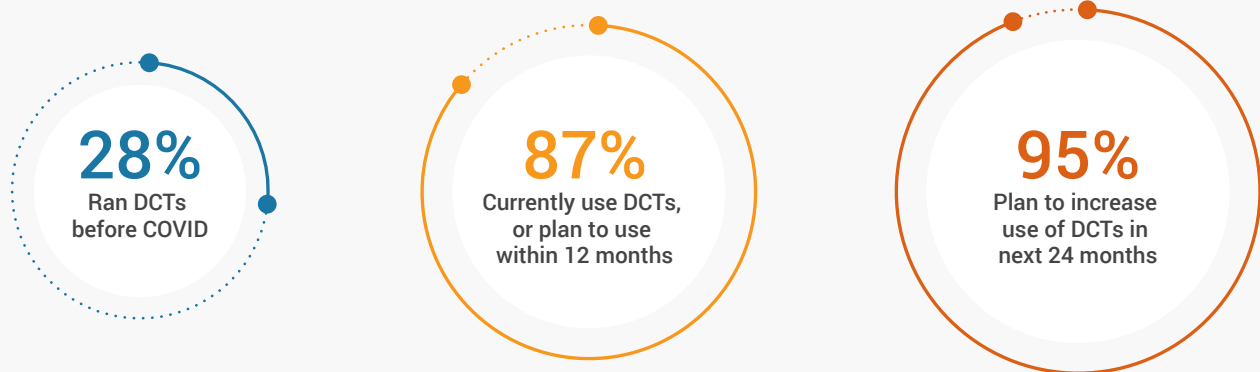 28%
Ran DCTs
before COVID
87%
Currently use DCTs,
or plan to use
within 12 months
95%
Plan to increase
use of DCTs in
next 24 months